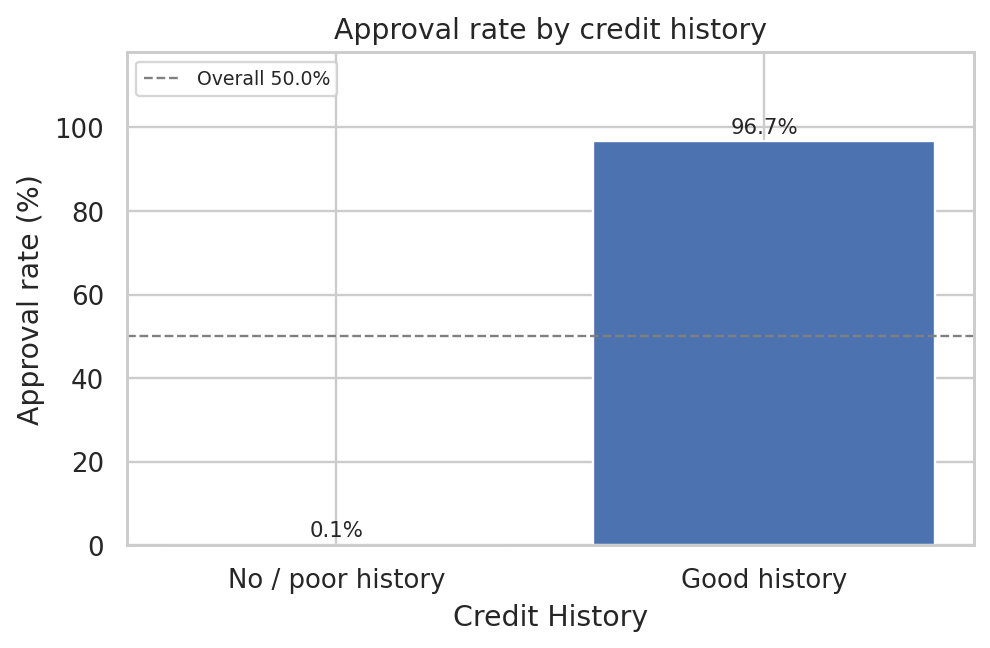 Approval rate by credit history
Overall 50.0%
Approval rate (%)
100
80
60
40
20
0
96.7%
0.1%
No / poor history
Good history
Credit History